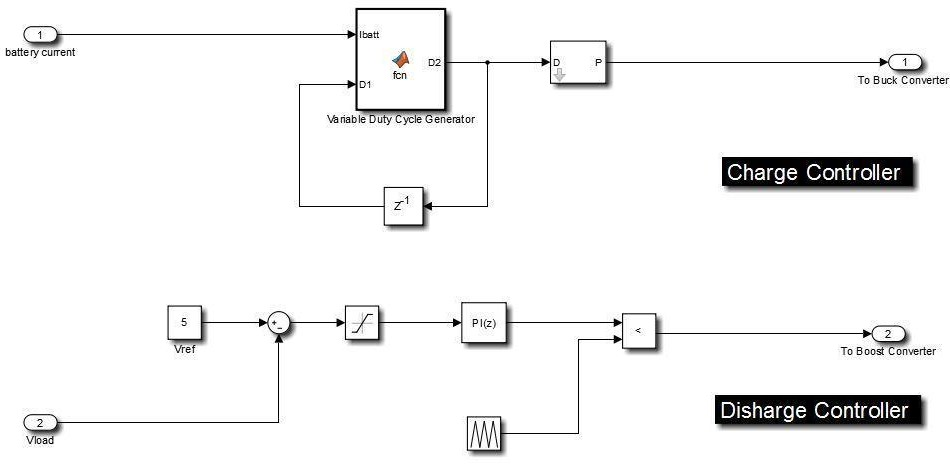 1
battery current
Ibatt
D1
fcn
D2
Variable Duty Cycle Generator
D
P
1
To Buck Converter
Charge Controller
Z-1
5
Vref
+
-
PI(z)
<
2
To Boost Converter
2
Vload
Disharge Controller